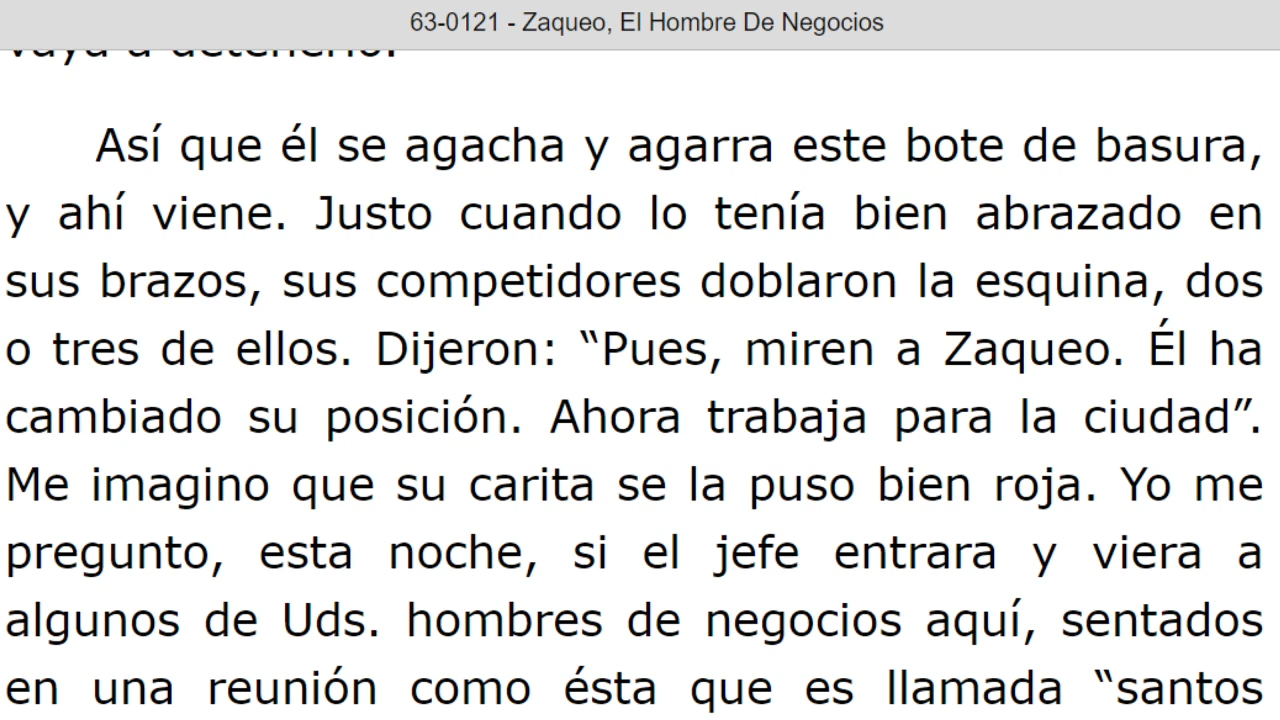 63-0121 - Zaqueo, El Hombre De Negocios
vaya a detenerlo.
Así que él se agacha y agarra este bote de basura,
y ahí viene. Justo cuando lo tenía bien abrazado en
sus brazos, sus competidores doblaron la esquina, dos
o tres de ellos. Dijeron: “Pues, miren a Zaqueo. Él ha
cambiado su posición. Ahora trabaja para la ciudad”.
Me imagino que su carita se la puso bien roja. Yo me
pregunto, esta noche, si el jefe entrara y viera a
algunos de Uds. hombres de negocios aquí, sentados
en una reunión como ésta que es llamada “santos